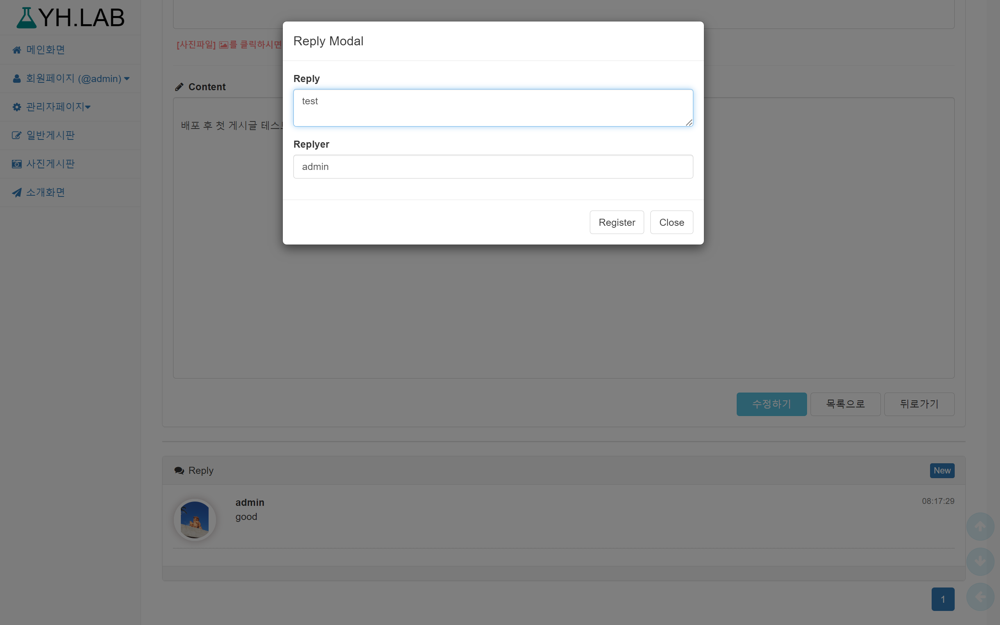 YH.LAB
메인화면
회원페이지 (@admin)
관리자페이지
일반게시판
사진게시판
소개화면
[사진파일] 를 클릭하시면
Content
배포 후 첫 게시글
Reply Modal
Reply
test
Replyer
admin
Register
Close
수정하기
목록으로
뒤로가기
Reply
New
admin
08:17:29
good
1